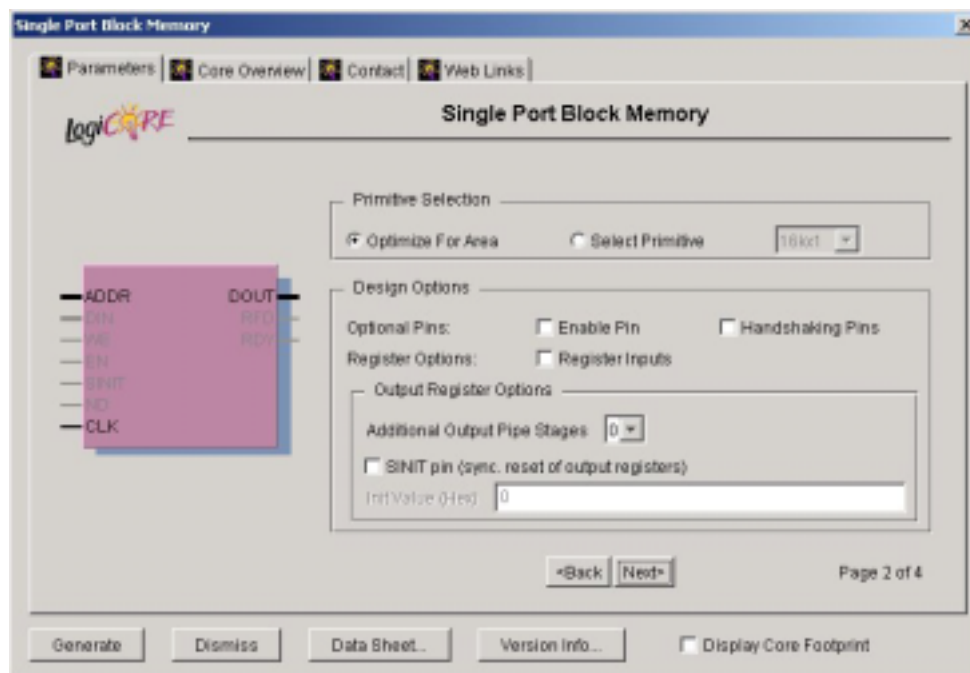 Single Port Block Memory
Parameters Core Overview Contact Web Links
LogiCORE
Single Port Block Memory
Primitive Selection
Optimize For Area Select Primitive 16kx1
Design Options
ADDR DOUT
DIN RFD
WE RDY
EN
SINIT
ND
CLK
Optional Pins: Enable Pin Handshaking Pins
Register Options: Register Inputs
Output Register Options
Additional Output Pipe Stages 0
SINIT pin (sync. reset of output registers)
Init Value (Hex) 0
<Back Next> Page 2 of 4
Generate Dismiss Data Sheet... Version Info... Display Core Footprint